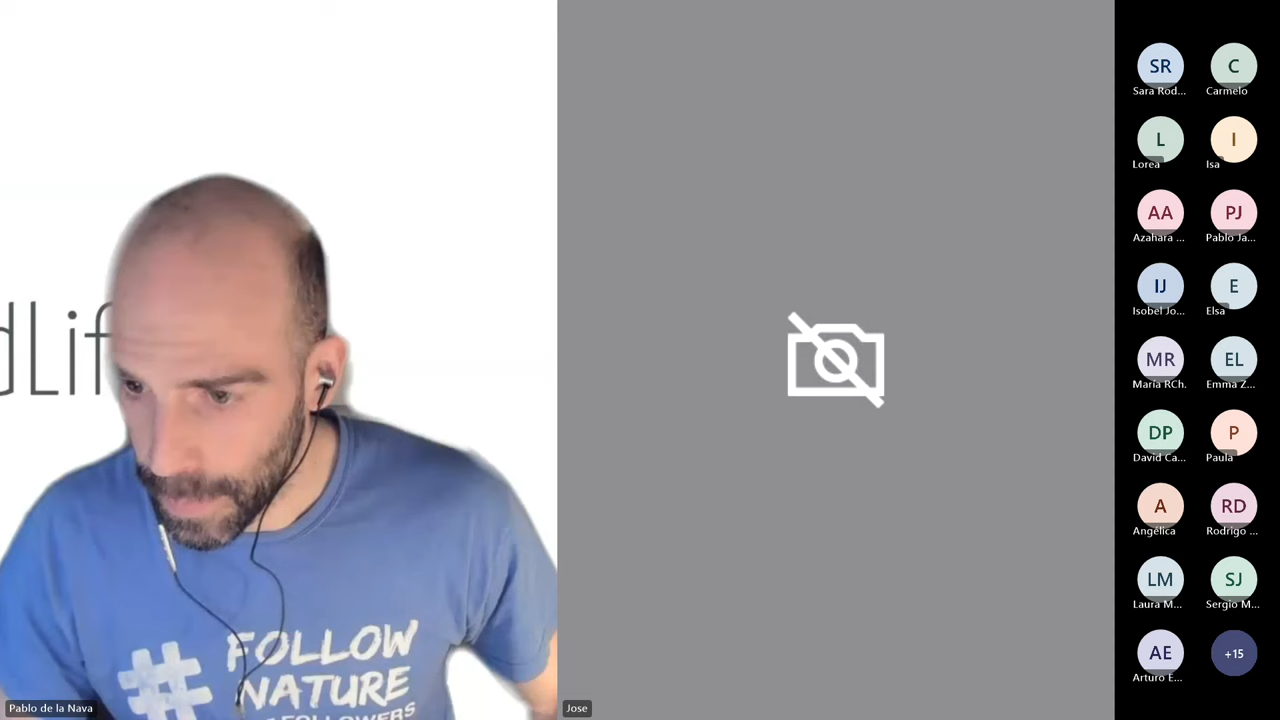 dLif
#FOLLOW
NATURE
FOLLOWERS
Pablo de la Nava
Jose
SR
Sara Rod...
C
Carmelo
L
Lorea
I
Isa
AA
Azahara ...
PJ
Pablo Ja...
IJ
Isobel Jo...
E
Elsa
MR
María RCh.
EL
Emma Z...
DP
David Ca...
P
Paula
A
Angélica
RD
Rodrigo ...
LM
Laura M...
SJ
Sergio M...
AE
Arturo E...
+15